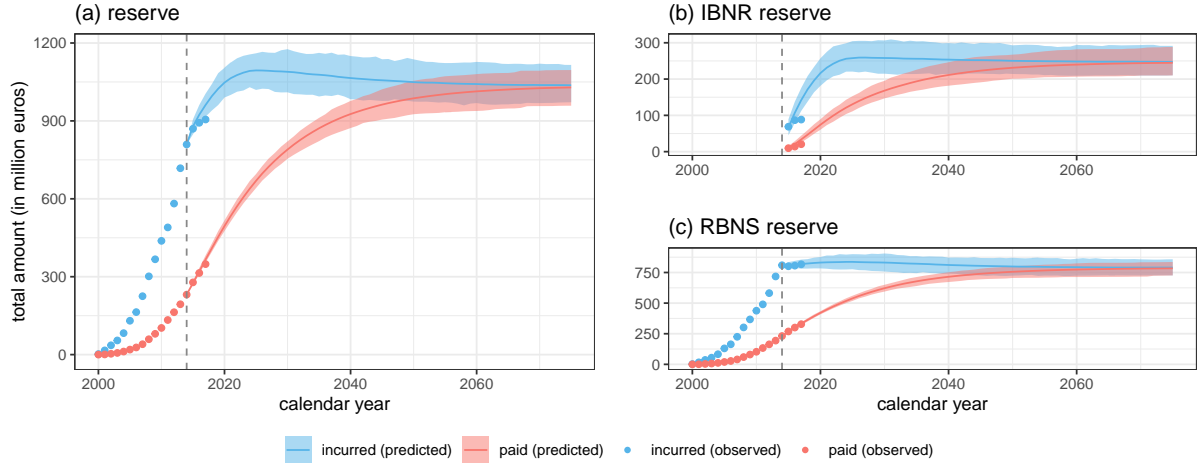 (a) reserve
total amount (in million euros)
1200
900
600
300
0
2000
2020
2040
2060
calendar year
(b) IBNR reserve
300
200
100
0
2000
2020
2040
2060
(c) RBNS reserve
750
500
250
0
2000
2020
2040
2060
calendar year
incurred (predicted)
paid (predicted)
incurred (observed)
paid (observed)